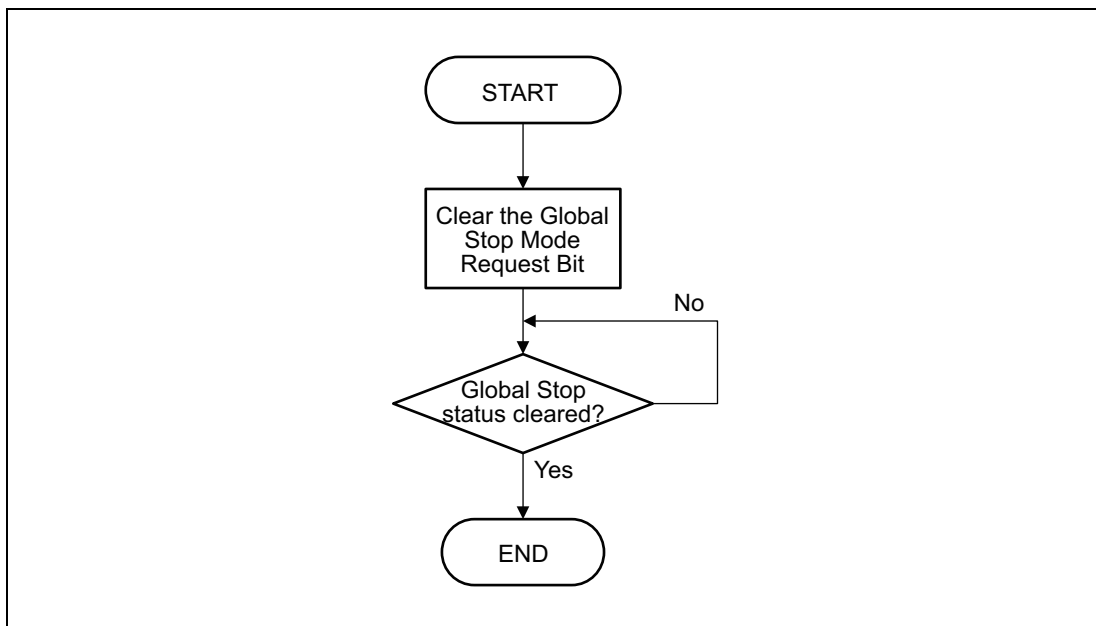 START
Clear the Global
Stop Mode
Request Bit
No
Global Stop
status cleared?
Yes
END